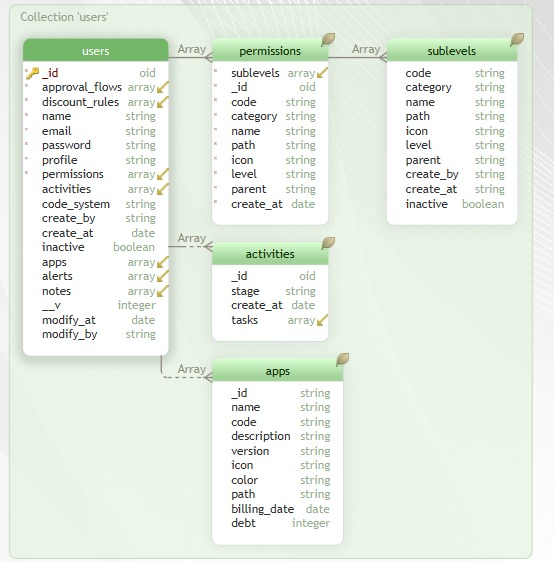 Collection 'users'
users
_id oid
approval_flows array
discount_rules array
name string
email string
password string
profile string
permissions array
activities array
code_system string
create_by string
create_at date
inactive boolean
apps array
alerts array
notes array
__v integer
modify_at date
modify_by string
Array
permissions
sublevels array
_id oid
code string
category string
name string
path string
icon string
level string
parent string
create_at date
Array
sublevels
code string
category string
name string
path string
icon string
level string
parent string
create_by string
create_at string
inactive boolean
Array
activities
_id oid
stage string
create_at date
tasks array
Array
apps
_id string
name string
code string
description string
version string
icon string
color string
path string
billing_date date
debt integer